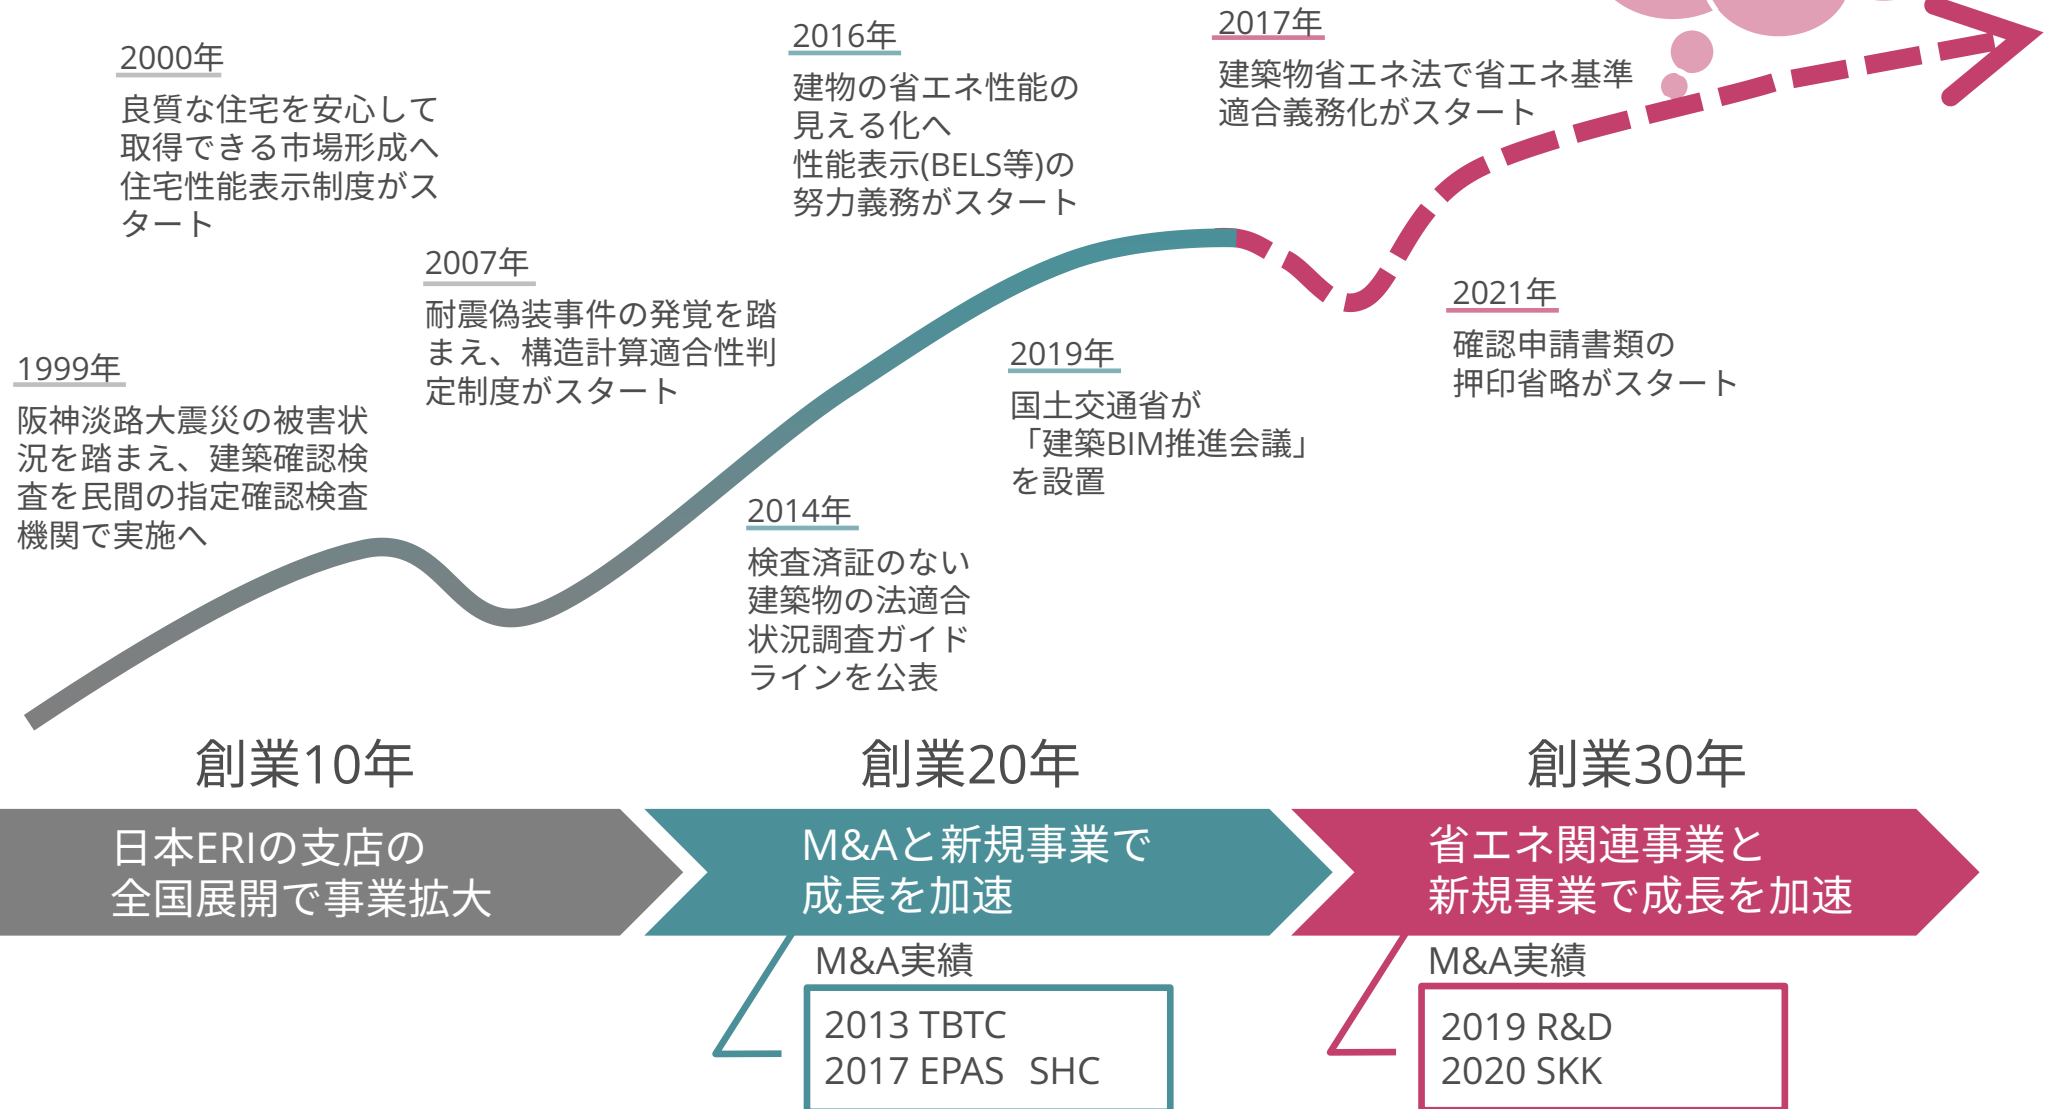 2000年
良質な住宅を安心して
取得できる市場形成へ
住宅性能表示制度がス
タート
2016年
建物の省エネ性能の
見える化へ
性能表示(BELS等)の
努力義務がスタート
2017年
建築物省エネ法で省エネ基準
適合義務化がスタート
2007年
耐震偽装事件の発覚を踏
まえ、構造計算適合性判
定制度がスタート
1999年
阪神淡路大震災の被害状
況を踏まえ、建築確認検
査を民間の指定確認検査
機関で実施へ
2019年
国土交通省が
「建築BIM推進会議」
を設置
2021年
確認申請書類の
押印省略がスタート
2014年
検査済証のない
建築物の法適合
状況調査ガイド
ラインを公表
創業10年
創業20年
創業30年
日本ERIの支店の
全国展開で事業拡大
M&Aと新規事業で
成長を加速
省エネ関連事業と
新規事業で成長を加速
M&A実績
2013 TBTC
2017 EPAS SHC
M&A実績
2019 R&D
2020 SKK